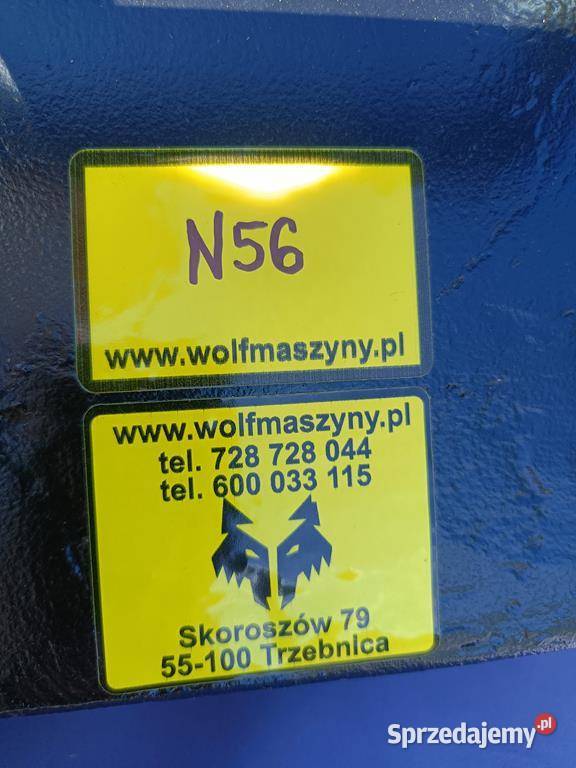 N56
www.wolfmaszyny.pl
www.wolfmaszyny.pl
tel. 728 728 044
tel. 600 033 115
Skoroszów 79
55-100 Trzebnica
Sprzedajemy.pl